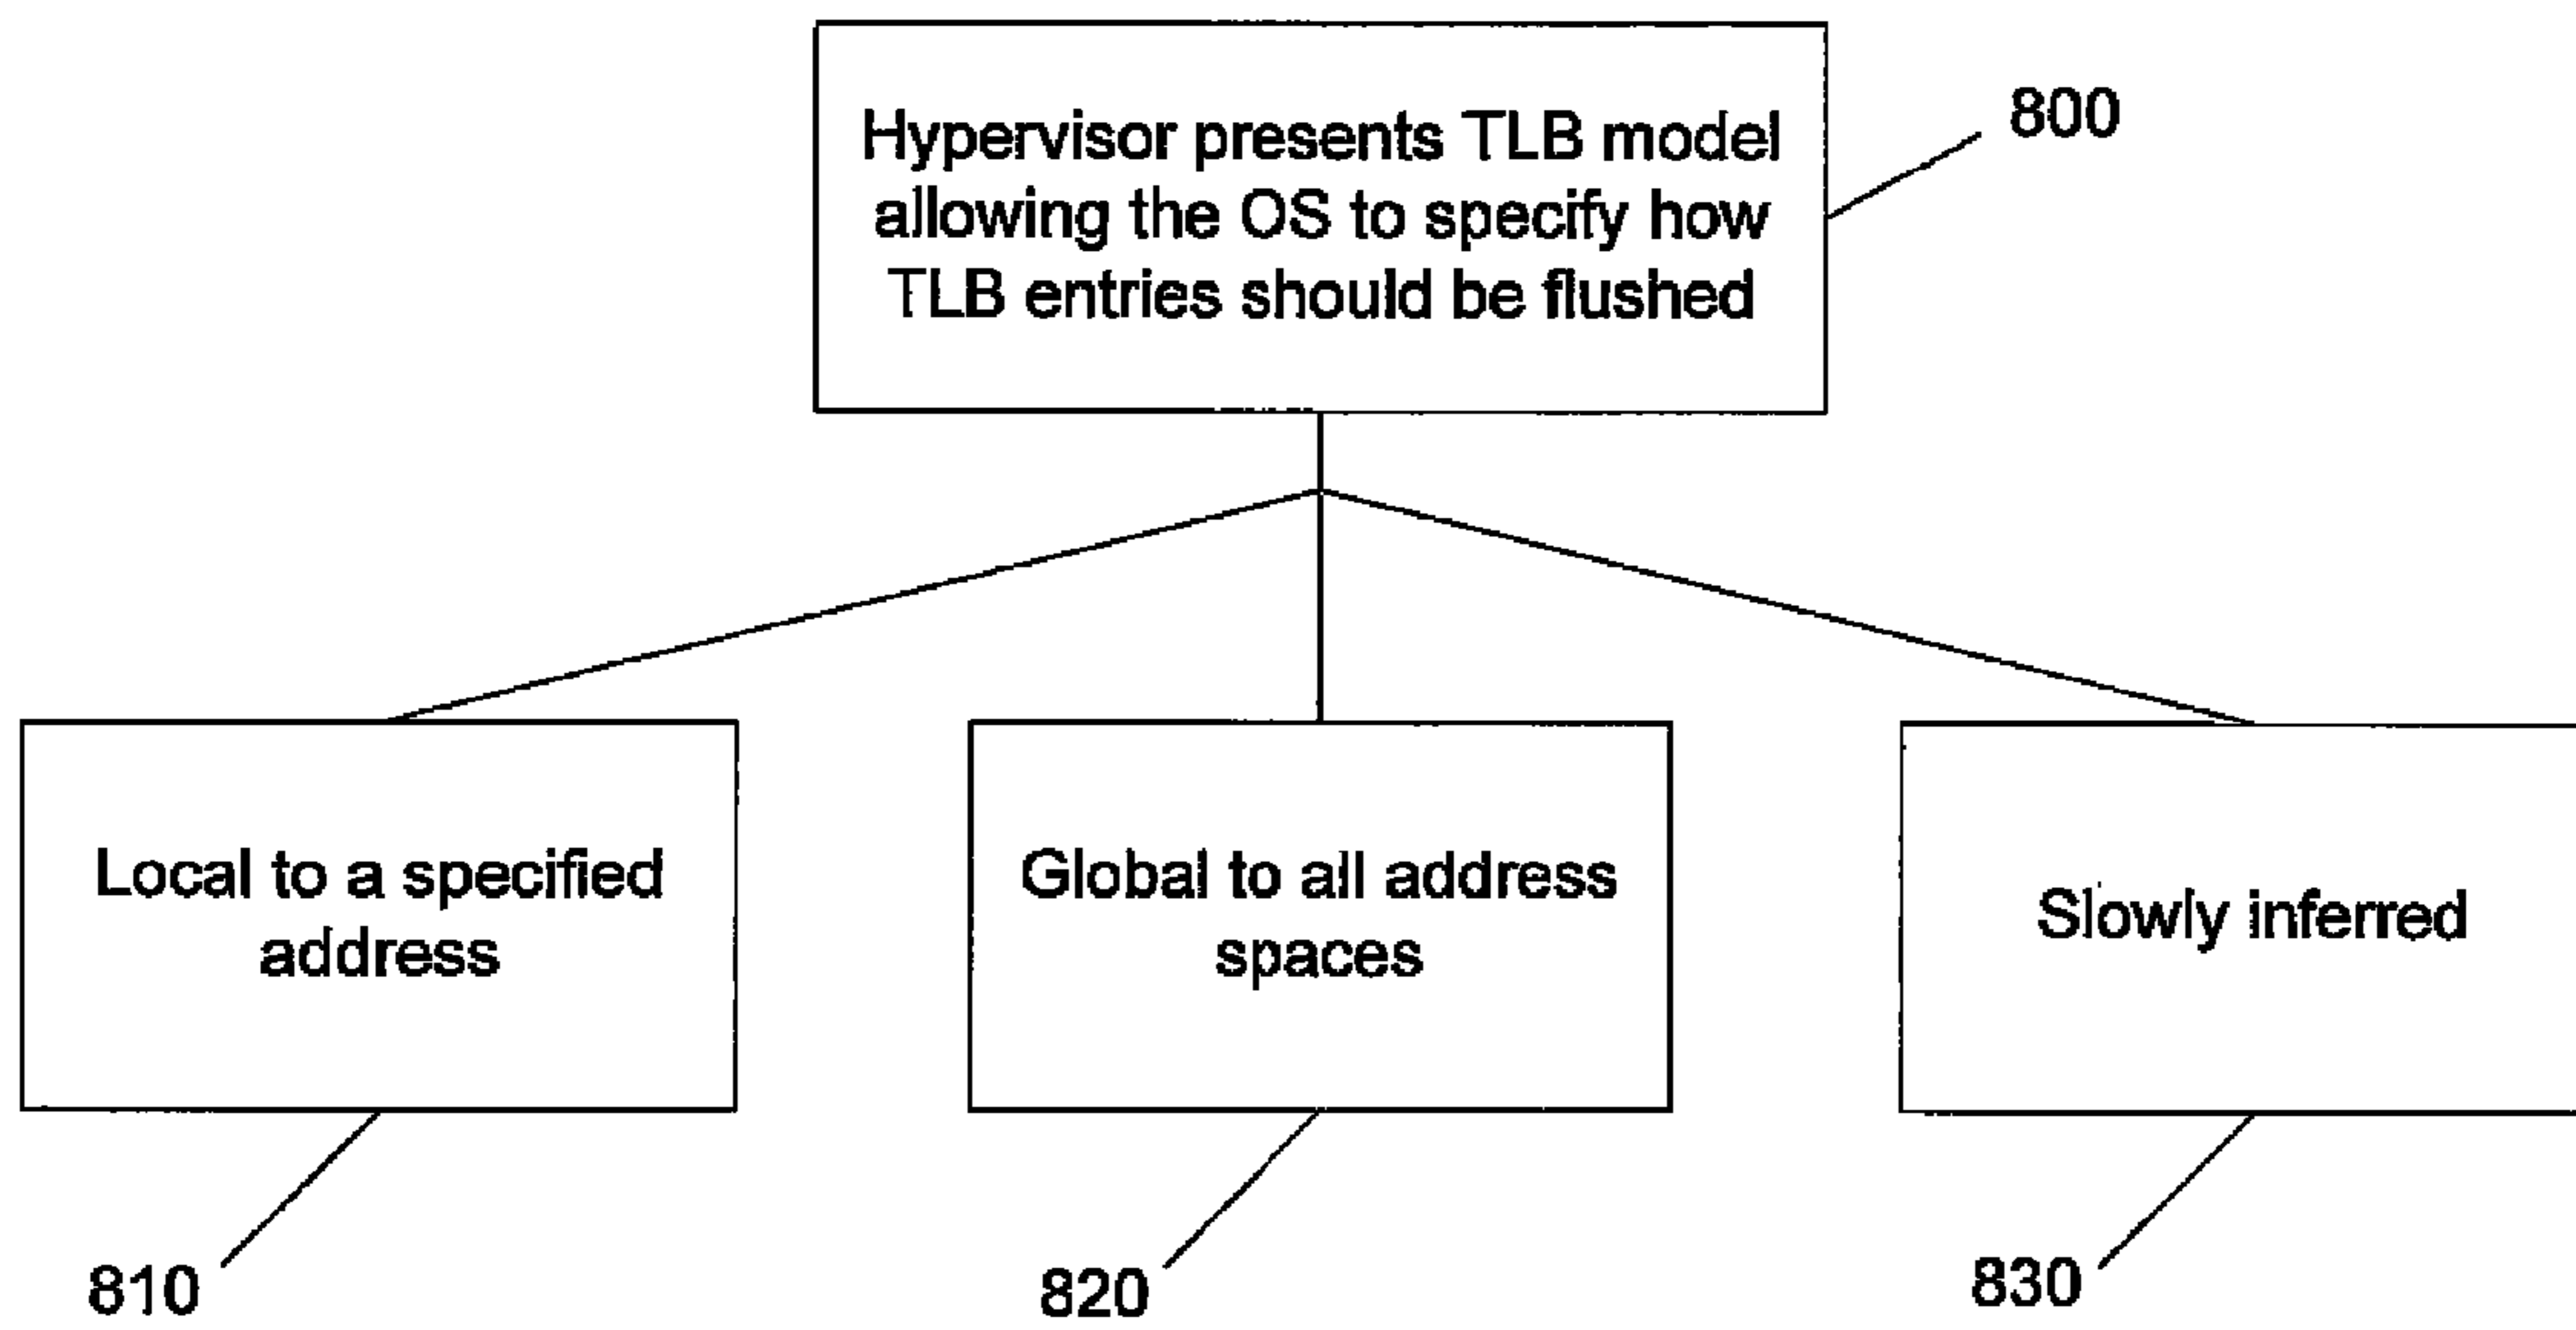 Hypervisor presents TLB model
allowing the OS to specify how
TLB entries should be flushed
800
Local to a specified
address
Global to all address
spaces
Slowly inferred
810
820
830